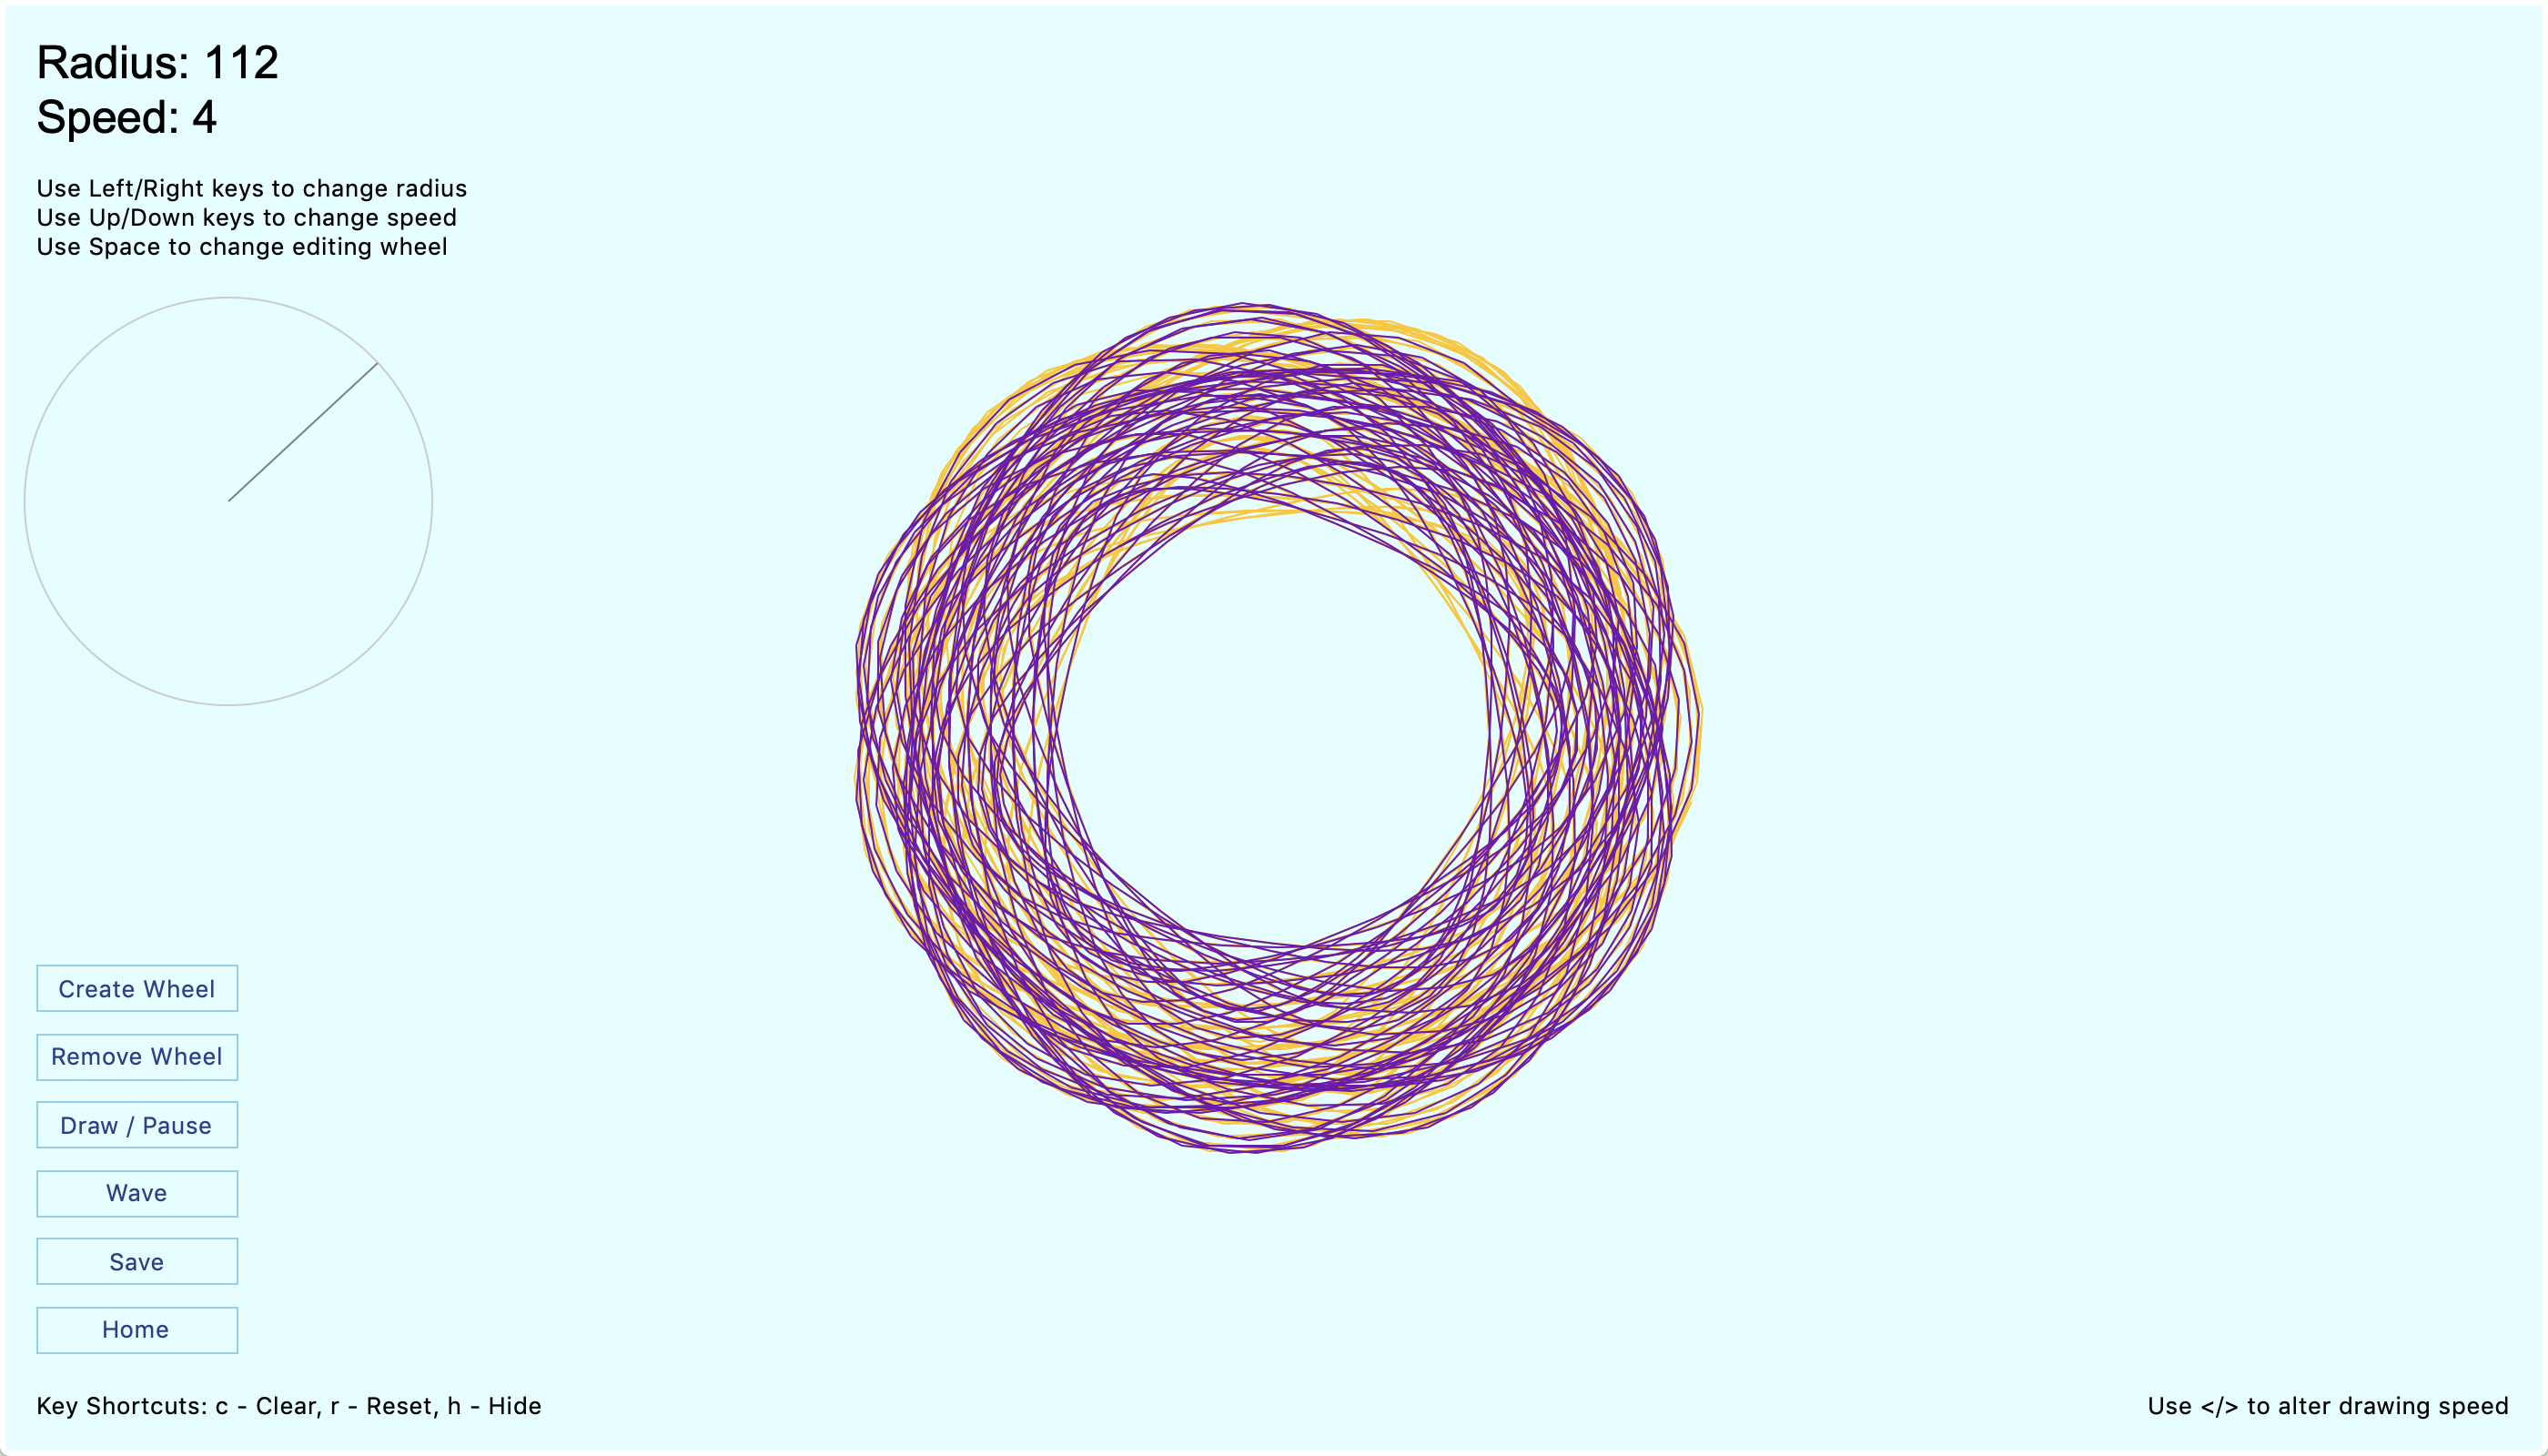 Radius: 112
Speed: 4
Use Left/Right keys to change radius
Use Up/Down keys to change speed
Use Space to change editing wheel
Create Wheel
Remove Wheel
Draw / Pause
Wave
Save
Home
Key Shortcuts: c - Clear, r - Reset, h - Hide
Use </> to alter drawing speed